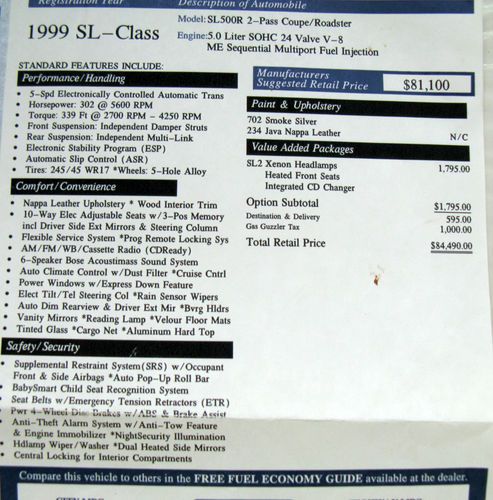 Registration Year
Description of Automobile
1999 SL-Class
Model: SL500R 2-Pass Coupe/Roadster
Engine: 5.0 Liter SOHC 24 Valve V-8
ME Sequential Multiport Fuel Injection
STANDARD FEATURES INCLUDE:
Performance/Handling
• 5-Spd Electronically Controlled Automatic Trans
• Horsepower: 302 @ 5600 RPM
• Torque: 339 Ft @ 2700 RPM - 4250 RPM
• Front Suspension: Independent Damper Struts
• Rear Suspension: Independent Multi-Link
• Electronic Stability Program (ESP)
• Automatic Slip Control (ASR)
• Tires: 245/45 WR17 *Wheels: 5-Hole Alloy
Comfort/Convenience
• Nappa Leather Upholstery * Wood Interior Trim
• 10-Way Elec Adjustable Seats w/3-Pos Memory
incl Driver Side Ext Mirrors & Steering Column
• Flexible Service System *Prog Remote Locking Sys
• AM/FM/WB/Cassette Radio (CDReady)
• 6-Speaker Bose Acoustimass Sound System
• Auto Climate Control w/Dust Filter *Cruise Cntrl
• Power Windows w/Express Down Feature
• Elect Tilt/Tel Steering Col *Rain Sensor Wipers
• Auto Dim Rearview & Driver Ext Mir *Bvrg Hldrs
• Vanity Mirrors *Reading Lamp *Velour Floor Mats
• Tinted Glass *Cargo Net *Aluminum Hard Top
Safety/Security
• Supplemental Restraint System(SRS) w/Occupant
Front & Side Airbags *Auto Pop-Up Roll Bar
• BabySmart Child Seat Recognition System
• Seat Belts w/Emergency Tension Retractors (ETR)
• Pwr 4-Wheel Disc Brakes w/ABS & Brake Assist
• Anti-Theft Alarm System w/Anti-Tow Feature
& Engine Immobilizer *NightSecurity Illumination
• Hdlamp Wiper/Washer *Dual Heated Side Mirrors
• Central Locking for Interior Compartments
Manufacturers
Suggested Retail Price $81,100
Paint & Upholstery
702 Smoke Silver
234 Java Nappa Leather N/C
Value Added Packages
SL2 Xenon Headlamps 1,795.00
Heated Front Seats
Integrated CD Changer
Option Subtotal $1,795.00
Destination & Delivery 595.00
Gas Guzzler Tax 1,000.00
Total Retail Price $84,490.00
Compare this vehicle to others in the FREE FUEL ECONOMY GUIDE available at the dealer.